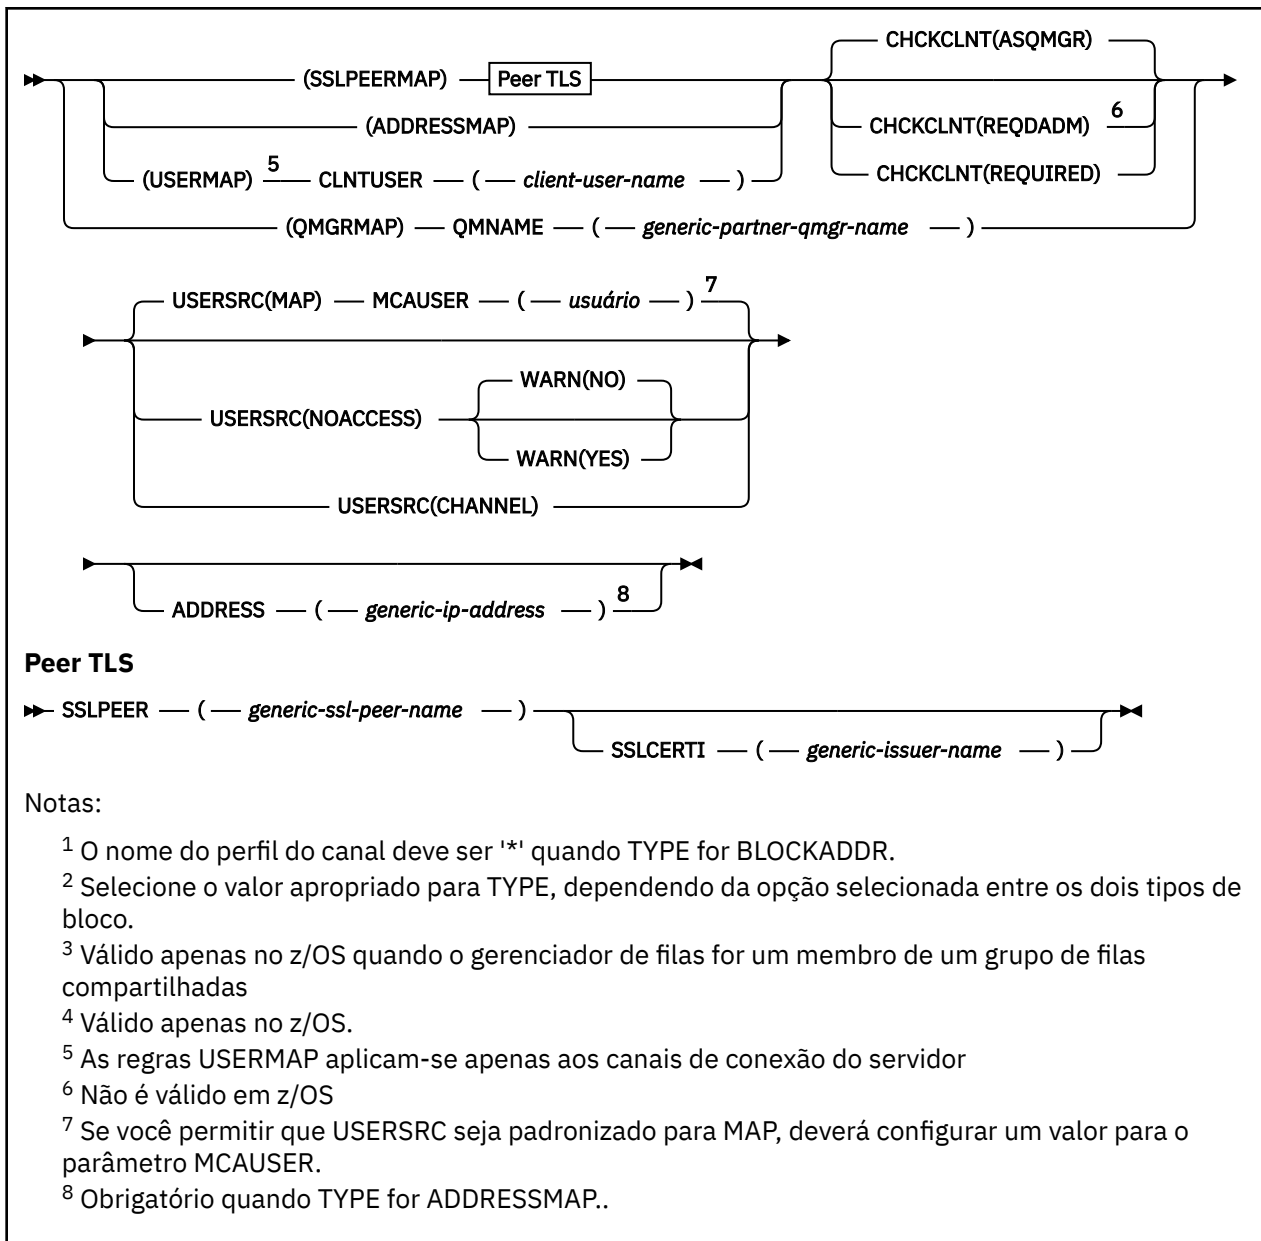 CHCKCLNT(ASQMGR)
(SSLPEERMAP) Peer TLS
(ADDRESSMAP) CHCKCLNT(REQDADM) 6
(USERMAP) 5 CLNTUSER ( client-user-name ) CHCKCLNT(REQUIRED)
(QMGRMAP) QMNAME ( generic-partner-qmgr-name )
USERSRC(MAP) MCAUSER ( usuário ) 7
WARN(NO)
USERSRC(NOACCESS)
WARN(YES)
USERSRC(CHANNEL)
ADDRESS ( generic-ip-address ) 8
Peer TLS
SSLPEER ( generic-ssl-peer-name )
SSLCERTI ( generic-issuer-name )
Notas:
1 O nome do perfil do canal deve ser '*' quando TYPE for BLOCKADDR.
2 Selecione o valor apropriado para TYPE, dependendo da opção selecionada entre os dois tipos de
bloco.
3 Válido apenas no z/OS quando o gerenciador de filas for um membro de um grupo de filas
compartilhadas
4 Válido apenas no z/OS.
5 As regras USERMAP aplicam-se apenas aos canais de conexão do servidor
6 Não é válido em z/OS
7 Se você permitir que USERSRC seja padronizado para MAP, deverá configurar um valor para o
parâmetro MCAUSER.
8 Obrigatório quando TYPE for ADDRESSMAP..